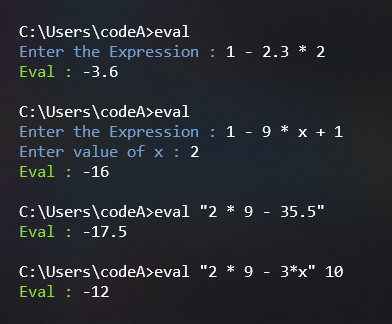 C:\Users\codeA>eval
Enter the Expression : 1 - 2.3 * 2
Eval : -3.6
C:\Users\codeA>eval
Enter the Expression : 1 - 9 * x + 1
Enter value of x : 2
Eval : -16
C:\Users\codeA>eval "2 * 9 - 35.5"
Eval : -17.5
C:\Users\codeA>eval "2 * 9 - 3*x" 10
Eval : -12